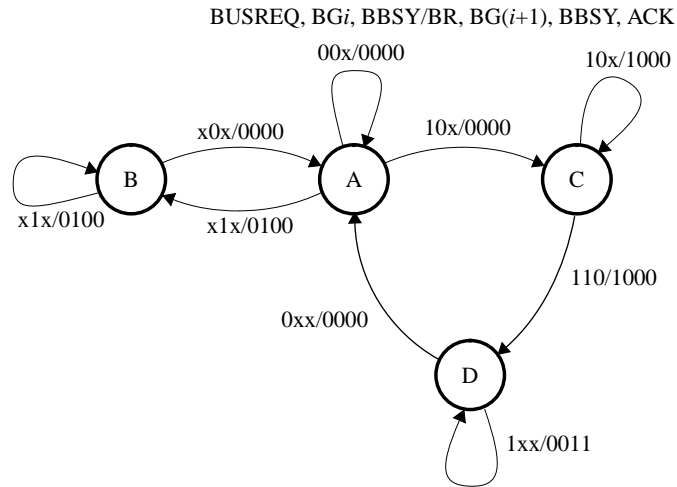 BUSREQ, BGi, BBSY/BR, BG(i+1), BBSY, ACK
00x/0000
10x/1000
x0x/0000
10x/0000
B
A
C
x1x/0100
x1x/0100
110/1000
0xx/0000
D
1xx/0011